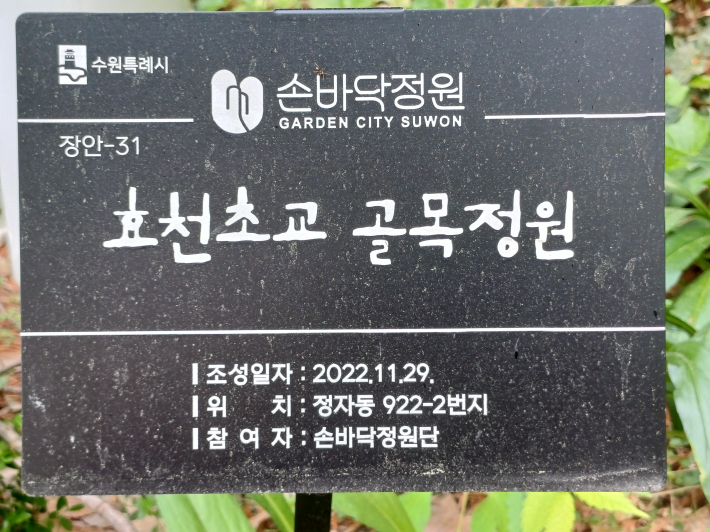 수원특례시
손바닥정원
GARDEN CITY SUWON
장안-31
효천초교 골목정원
조성일자 : 2022.11.29.
위 치 : 정자동 922-2번지
참 여 자 : 손바닥정원단